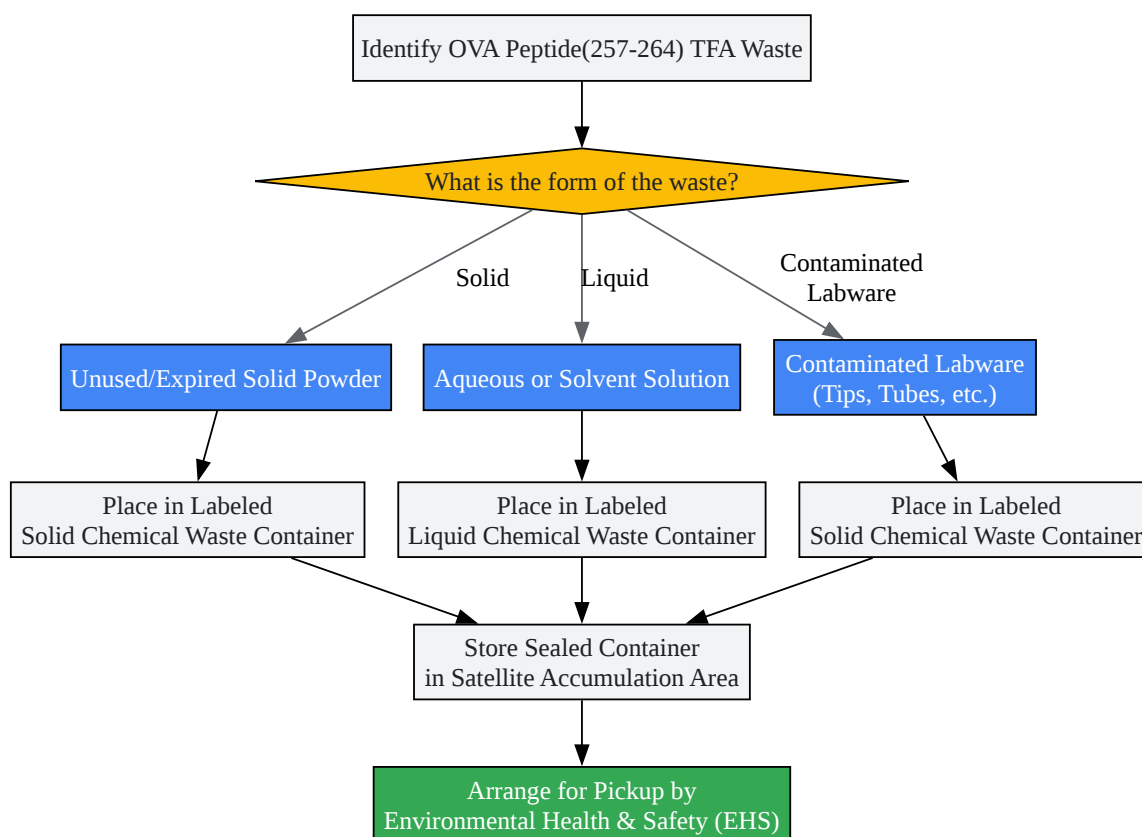 Identify OVA Peptide(257-264) TFA Waste
What is the form of the waste?
Solid
Liquid
Contaminated
Labware
Unused/Expired Solid Powder
Aqueous or Solvent Solution
Contaminated Labware
(Tips, Tubes, etc.)
Place in Labeled
Solid Chemical Waste Container
Place in Labeled
Liquid Chemical Waste Container
Place in Labeled
Solid Chemical Waste Container
Store Sealed Container
in Satellite Accumulation Area
Arrange for Pickup by
Environmental Health & Safety (EHS)